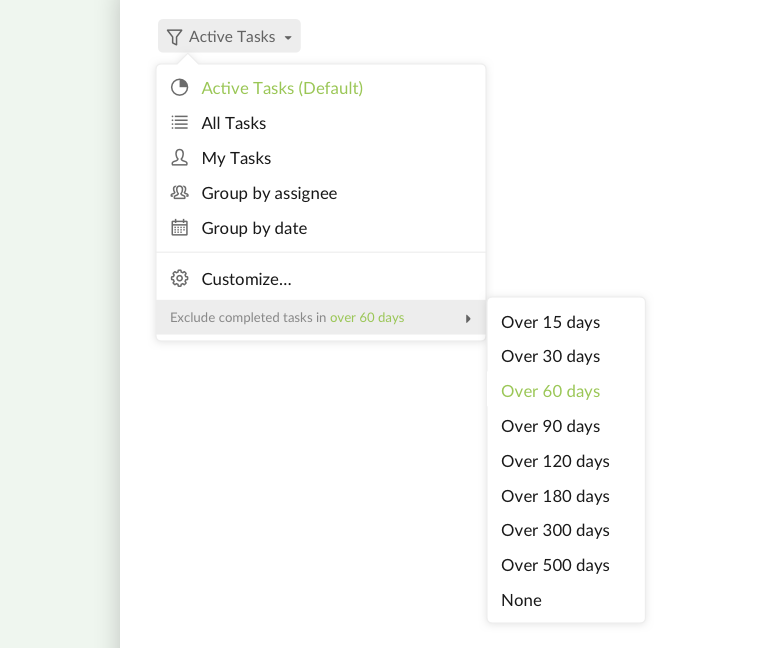 Active Tasks
Active Tasks (Default)
All Tasks
My Tasks
Group by assignee
Group by date
Customize...
Exclude completed tasks in over 60 days
Over 15 days
Over 30 days
Over 60 days
Over 90 days
Over 120 days
Over 180 days
Over 300 days
Over 500 days
None